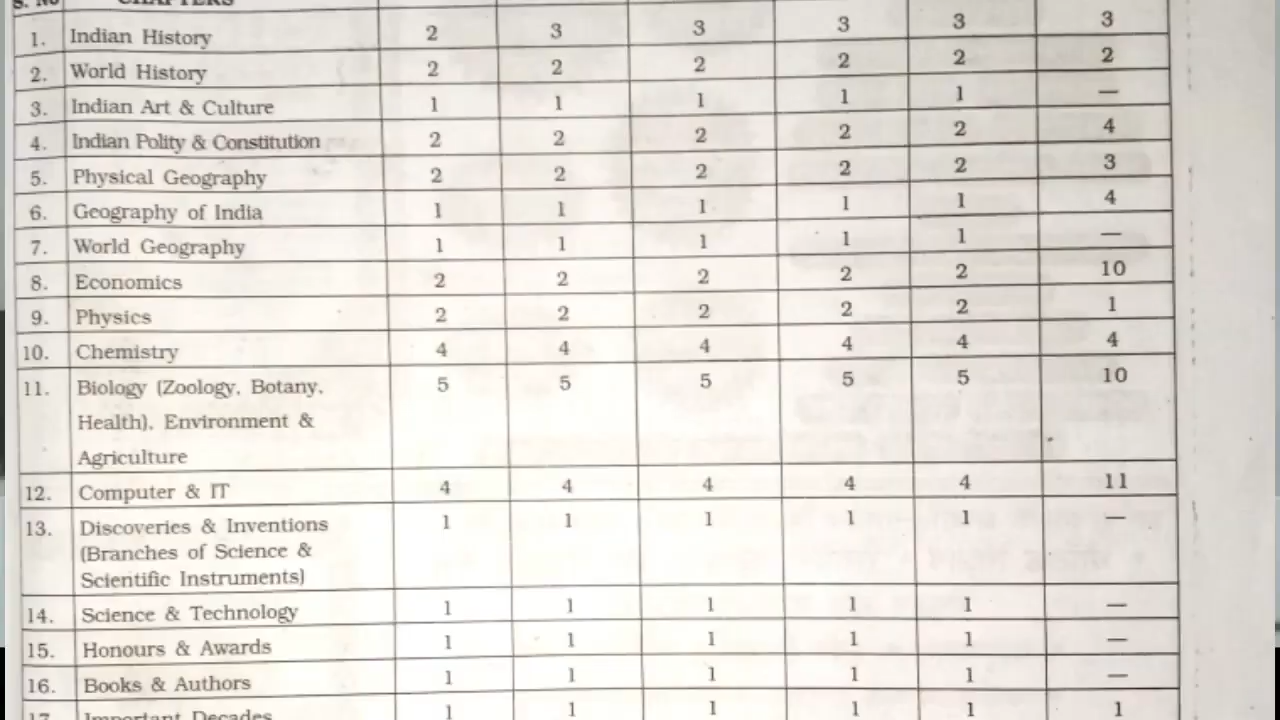 S. No CHAPTERS
1. Indian History 2 3 3 3 3 3
2. World History 2 2 2 2 2 2
3. Indian Art & Culture 1 1 1 1 1 —
4. Indian Polity & Constitution 2 2 2 2 2 4
5. Physical Geography 2 2 2 2 2 3
6. Geography of India 1 1 1 1 1 4
7. World Geography 1 1 1 1 1 —
8. Economics 2 2 2 2 2 10
9. Physics 2 2 2 2 2 1
10. Chemistry 4 4 4 4 4 4
11. Biology (Zoology, Botany, 5 5 5 5 5 10
Health), Environment &
Agriculture
12. Computer & IT 4 4 4 4 4 11
13. Discoveries & Inventions 1 1 1 1 1 —
(Branches of Science &
Scientific Instruments)
14. Science & Technology 1 1 1 1 1 —
15. Honours & Awards 1 1 1 1 1 —
16. Books & Authors 1 1 1 1 1 —
17. Important Decades 1 1 1 1 1 1